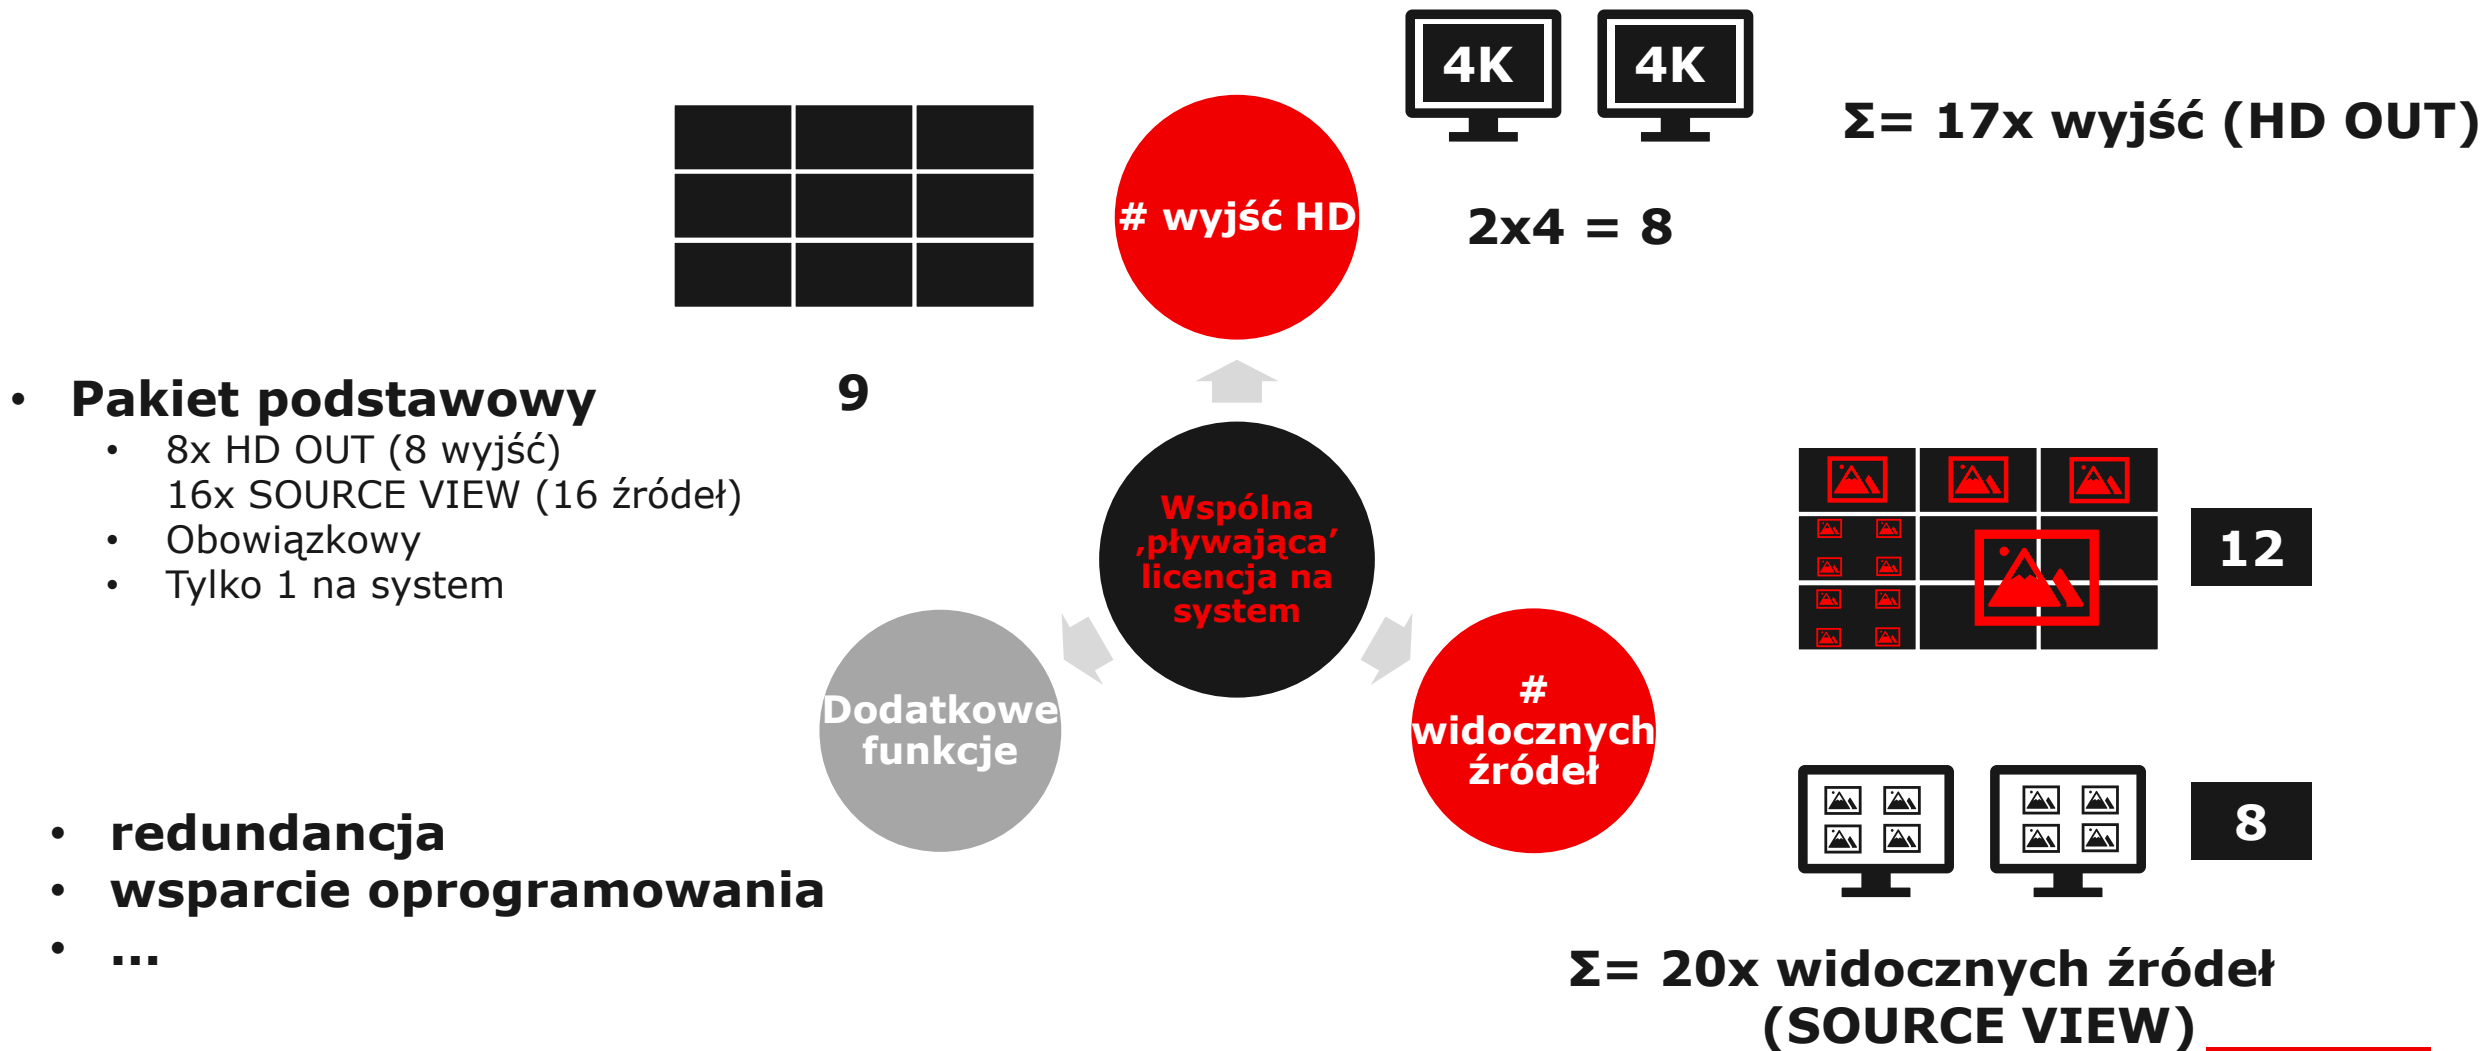 4K
4K
Σ= 17x wyjść (HD OUT)
# wyjść HD
2x4 = 8
9
• Pakiet podstawowy
• 8x HD OUT (8 wyjść)
16x SOURCE VIEW (16 źródeł)
• Obowiązkowy
• Tylko 1 na system
Wspólna
‚pływająca’
licencja na
system
12
Dodatkowe
funkcje
#
widocznych
źródeł
8
• redundancja
• wsparcie oprogramowania
• ...
Σ= 20x widocznych źródeł
(SOURCE VIEW)